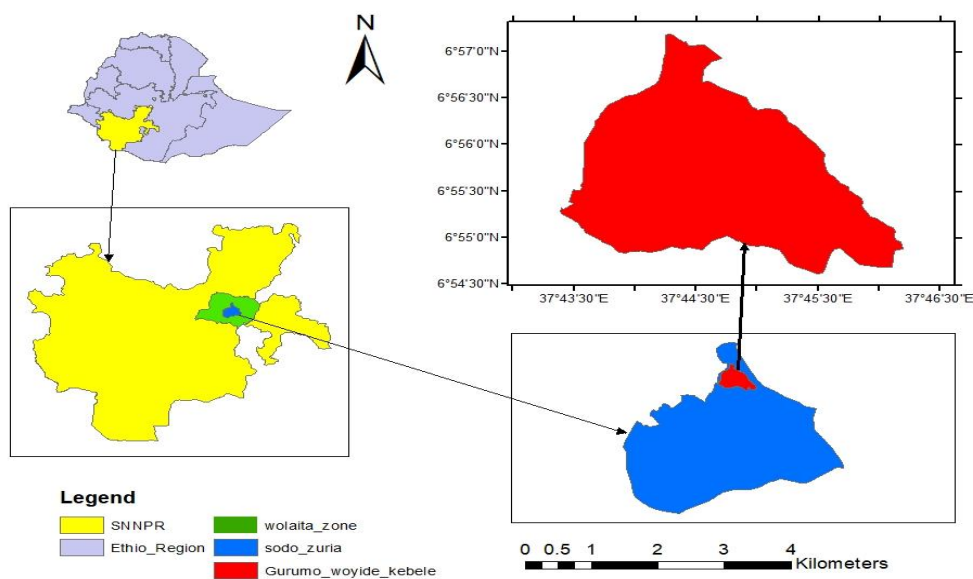 N
6°57'0"N
6°56'30"N
6°56'0"N
6°55'30"N
6°55'0"N
6°54'30"N
37°43'30"E 37°44'30"E 37°45'30"E 37°46'30"E
Legend
SNNPR
Ethio_Region
wolaita_zone
sodo_zuria
Gurumo_woyide_kebele
0 0.5 1 2 3 4
Kilometers